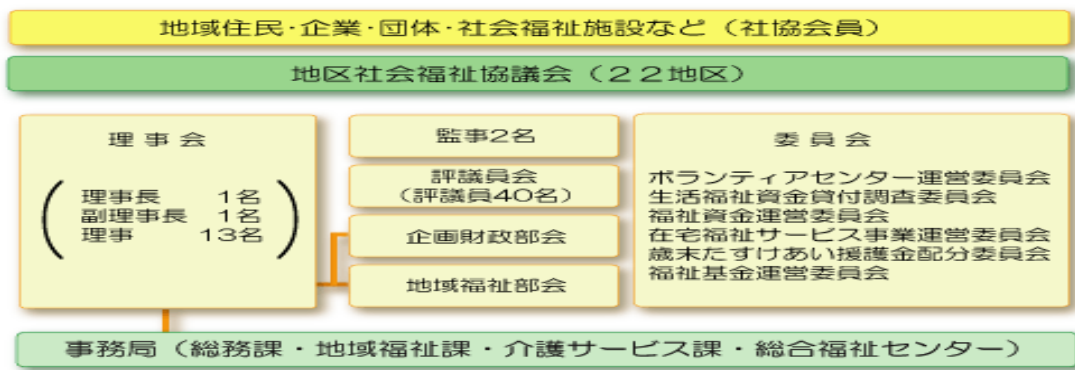 地域住民・企業・団体・社会福祉施設など（社協会員）
地区社会福祉協議会（２２地区）
理 事 会
理事長 1名
副理事長 1名
理事 13名
監事2名
評議員会
（評議員40名）
企画財政部会
地域福祉部会
委 員 会
ボランティアセンター運営委員会
生活福祉資金貸付調査委員会
福祉資金運営委員会
在宅福祉サービス事業運営委員会
歳末たすけあい援護金配分委員会
福祉基金運営委員会
事務局（総務課・地域福祉課・介護サービス課・総合福祉センター）